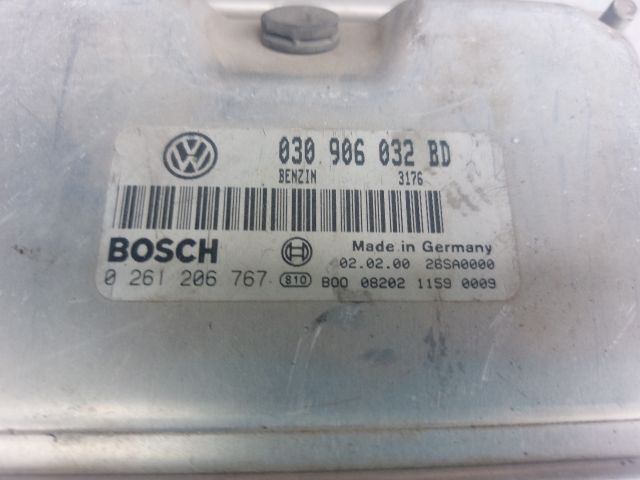 VW 030 906 032 BD
BENZIN 3176
BOSCH Made in Germany
02.02.00 26SA0000
0 261 206 767 810 B00 08202 1159 0009